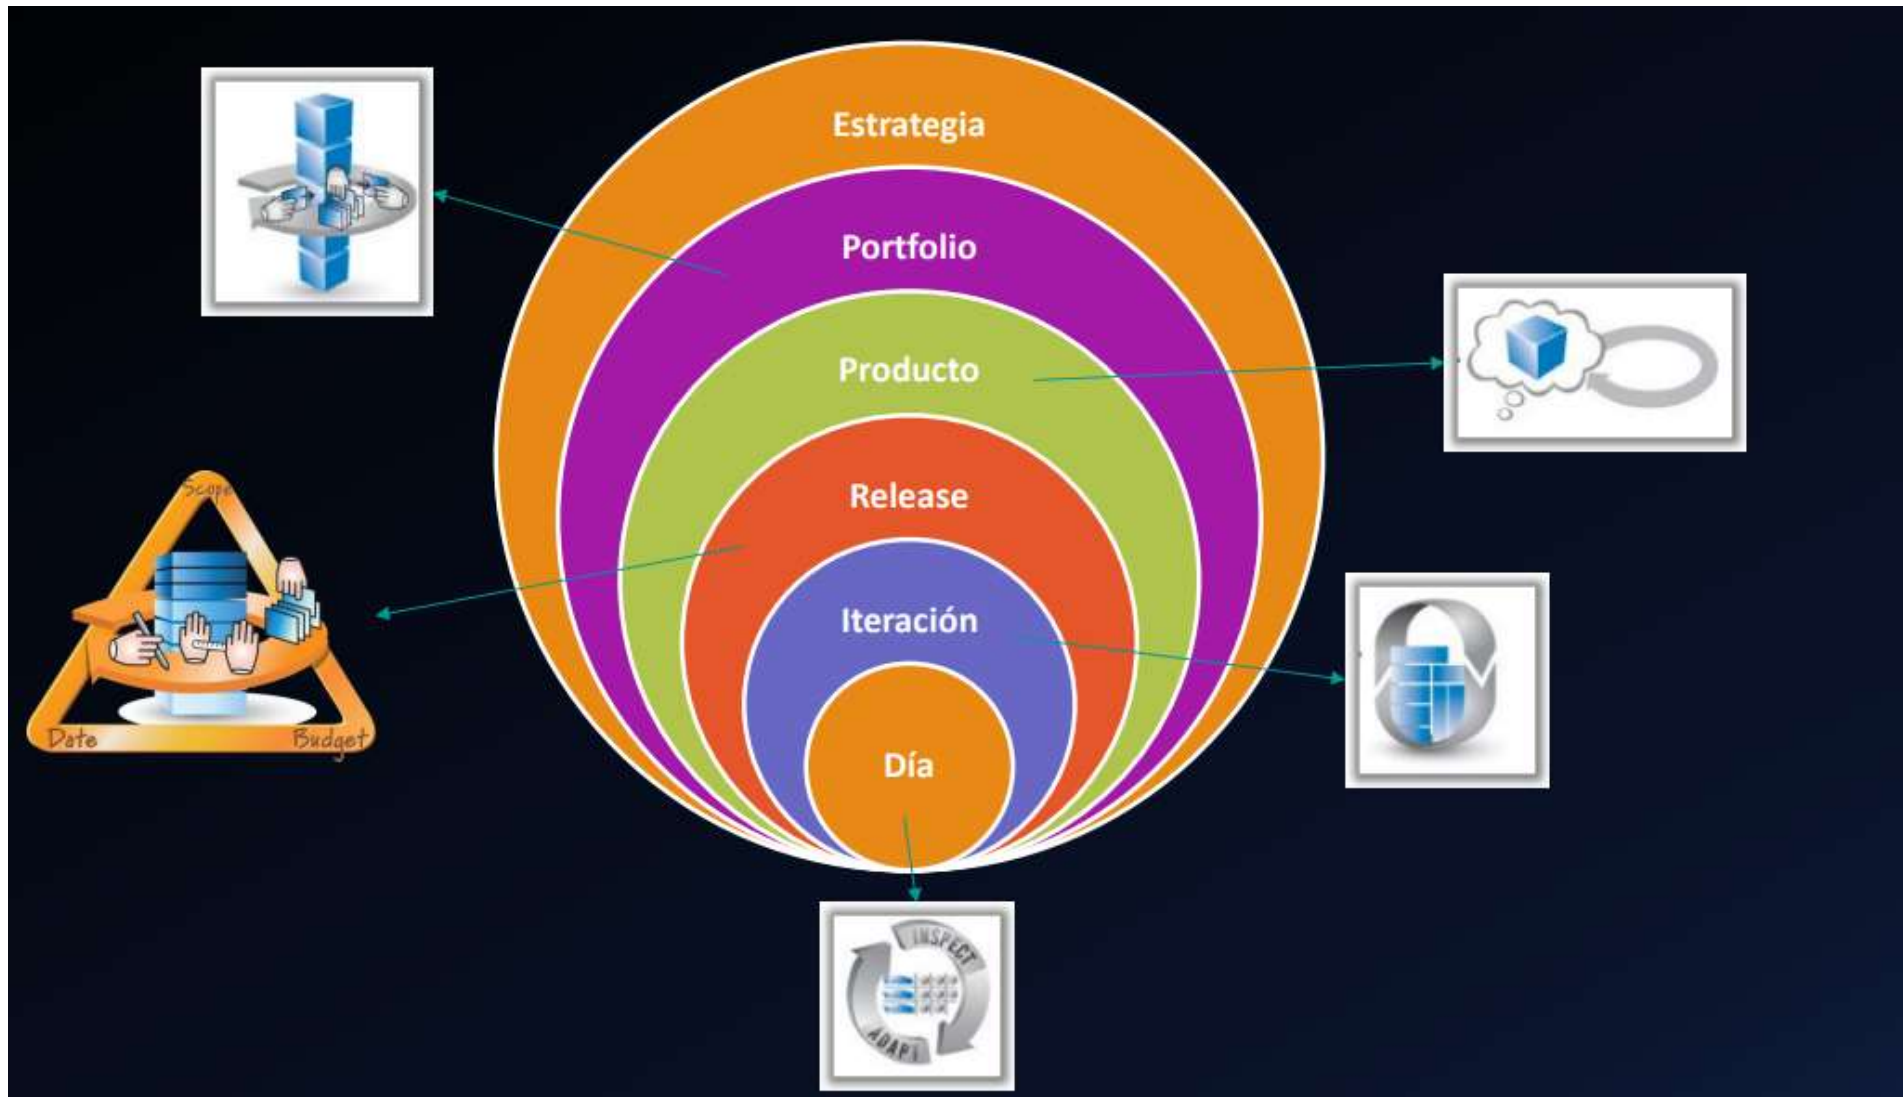 Estrategia
Portfolio
Producto
Release
Iteración
Día
Scope
Date
Budget
INSPECT
ADAPT